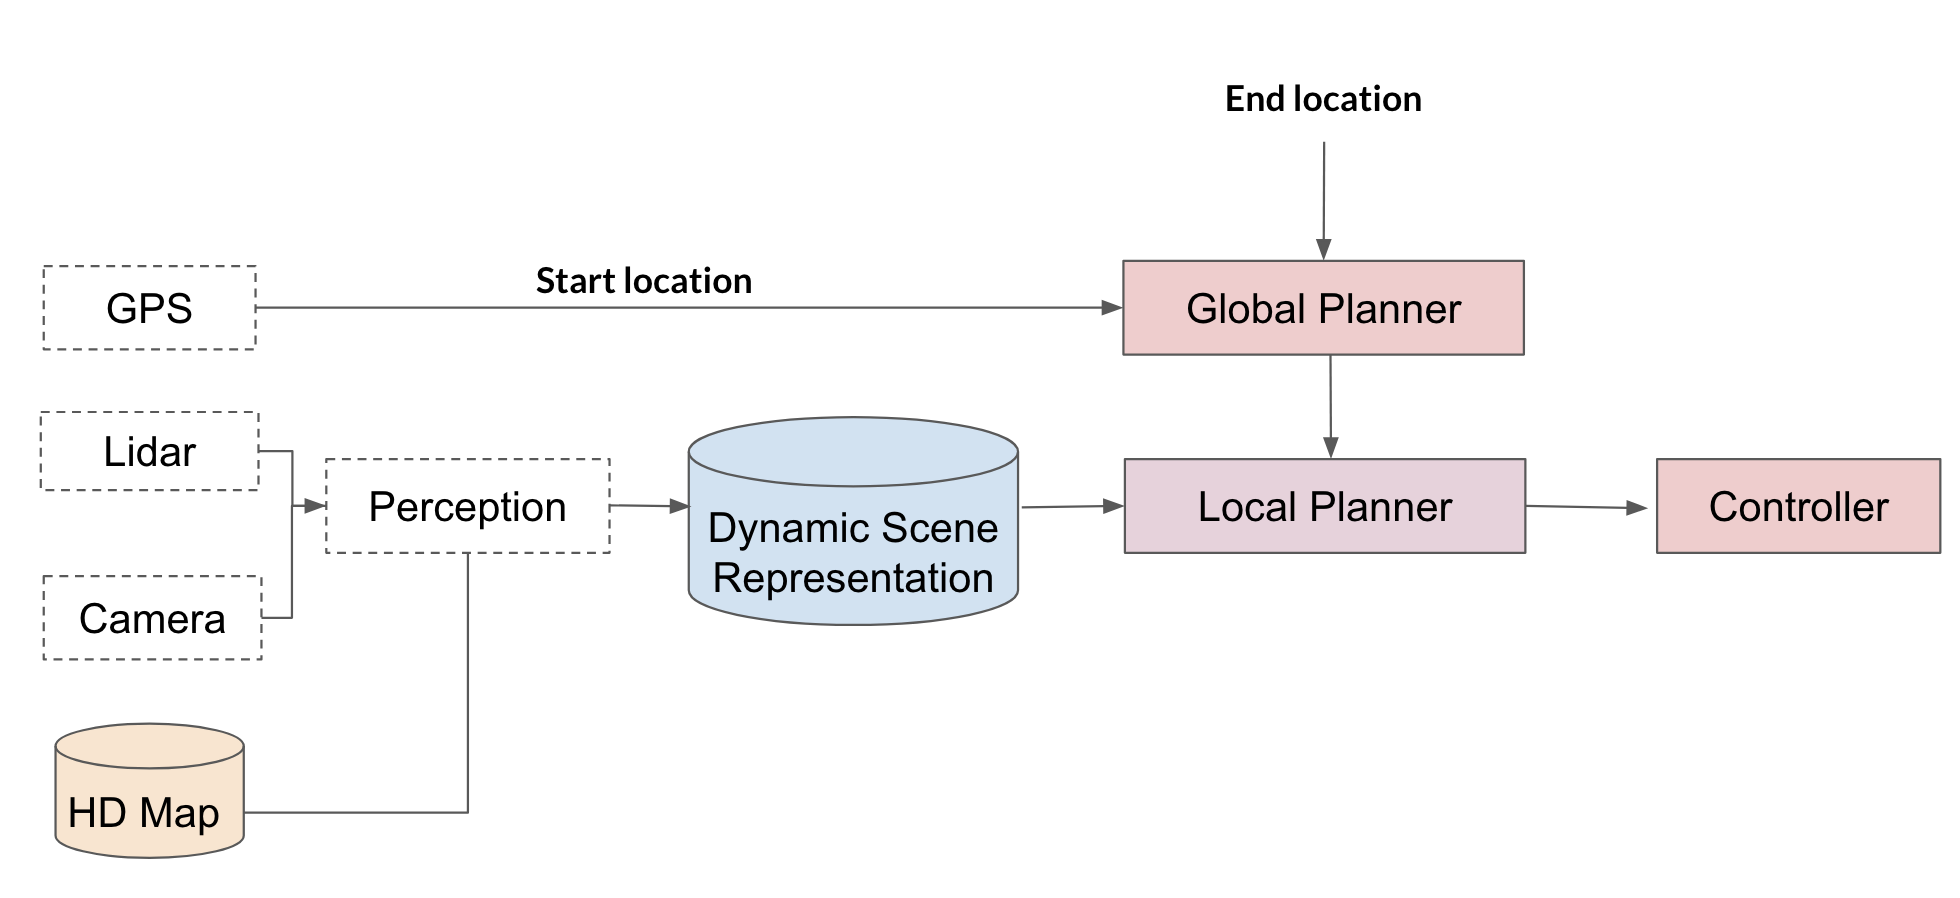 End location
Start location
GPS
Global Planner
Lidar
Perception
Dynamic Scene
Representation
Local Planner
Controller
Camera
HD Map